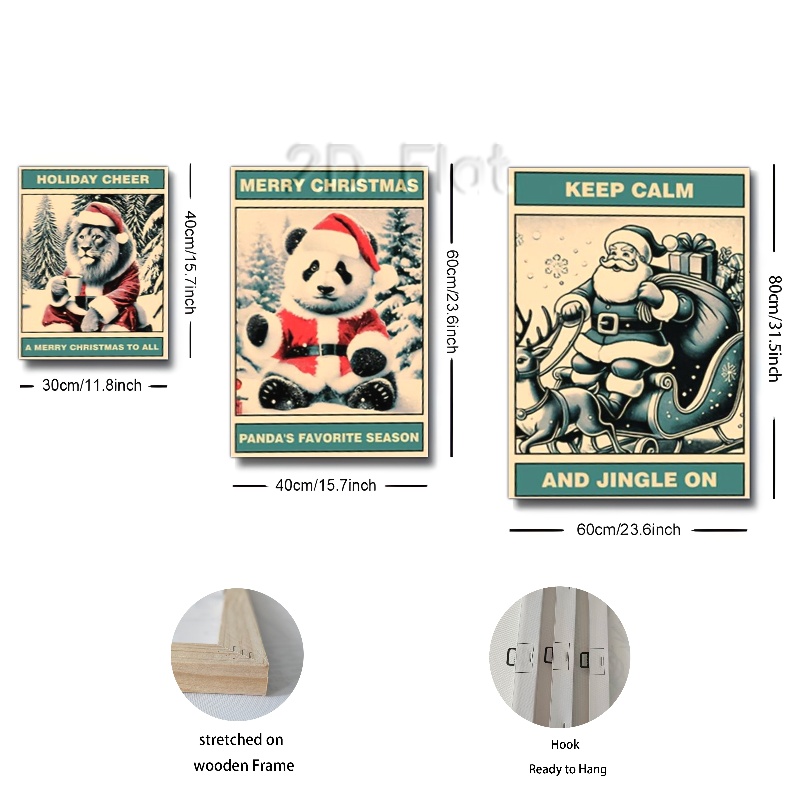 2D Flat
HOLIDAY CHEER
A MERRY CHRISTMAS TO ALL
40cm/15.7inch
30cm/11.8inch
MERRY CHRISTMAS
PANDA'S FAVORITE SEASON
60cm/23.6inch
40cm/15.7inch
KEEP CALM
AND JINGLE ON
80cm/31.5inch
60cm/23.6inch
stretched on
wooden Frame
Hook
Ready to Hang